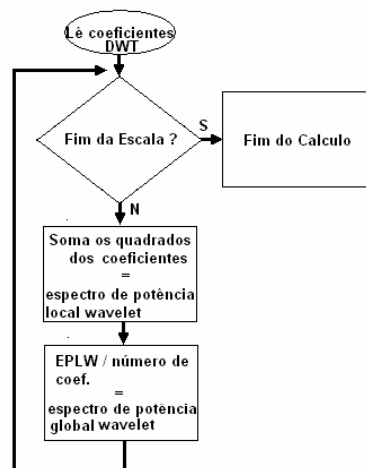 Lê coeficientes
DWT
Fim da Escala ?
S
Fim do Calculo
N
Soma os quadrados
dos coeficientes
=
espectro de potência
local wavelet
EPLW / número de
coef.
=
espectro de potência
global wavelet